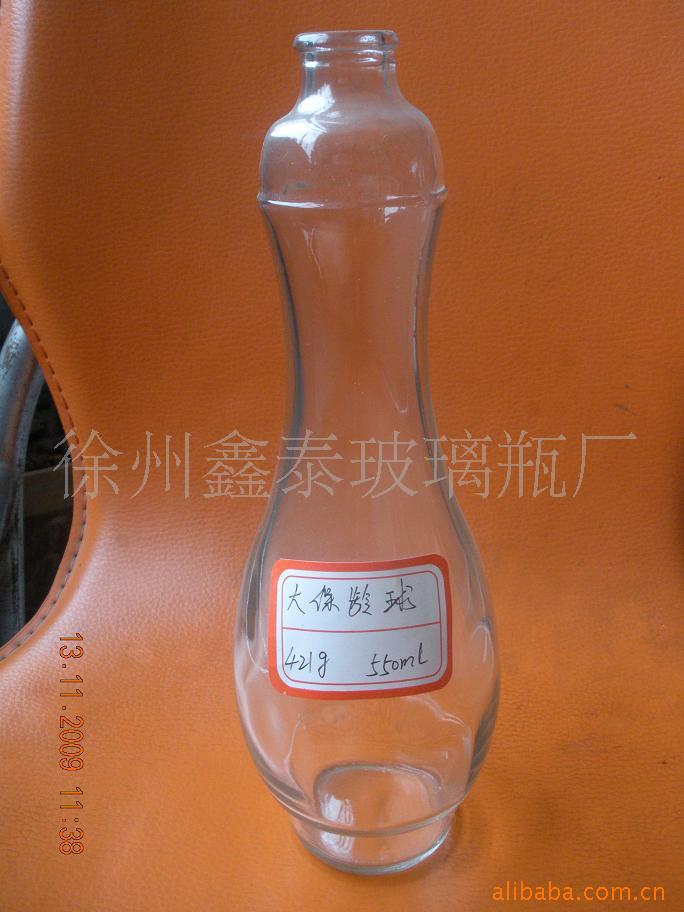 徐州鑫泰玻璃瓶厂
大保龄球
421g 550ml
13.11.2009 11:38
alibaba.com.cn